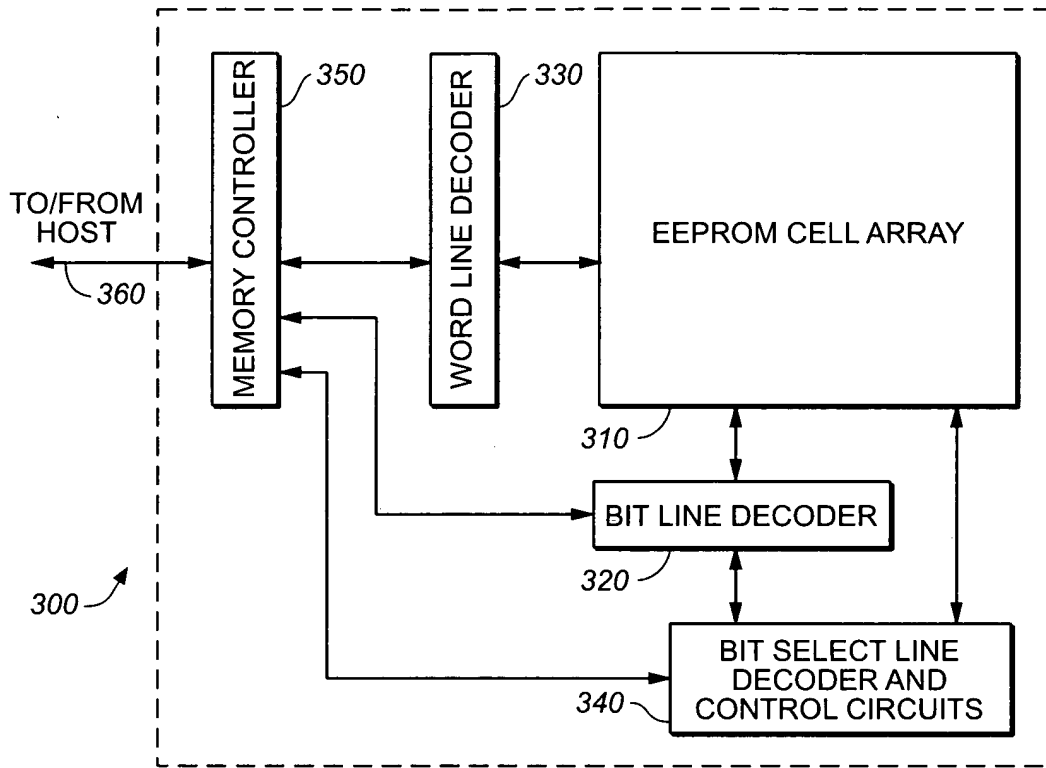 350
MEMORY CONTROLLER
330
WORD LINE DECODER
EEPROM CELL ARRAY
TO/FROM
HOST
360
310
BIT LINE DECODER
320
300
BIT SELECT LINE
DECODER AND
CONTROL CIRCUITS
340